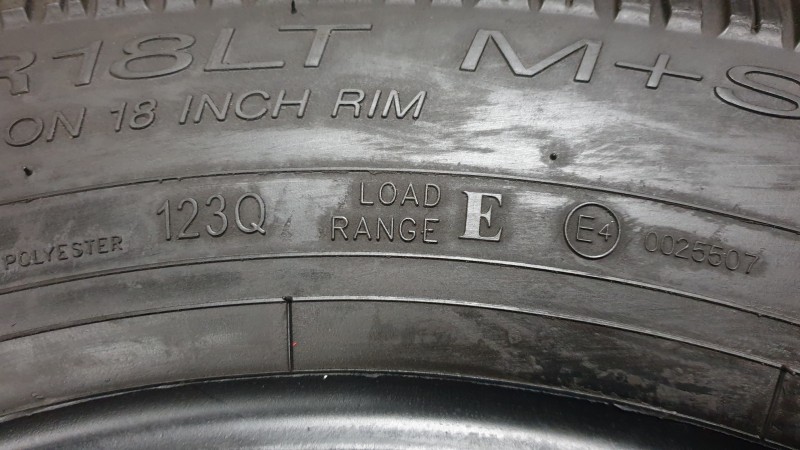 R18LT M+S
ON 18 INCH RIM
POLYESTER 123Q LOAD RANGE E E4 0025507